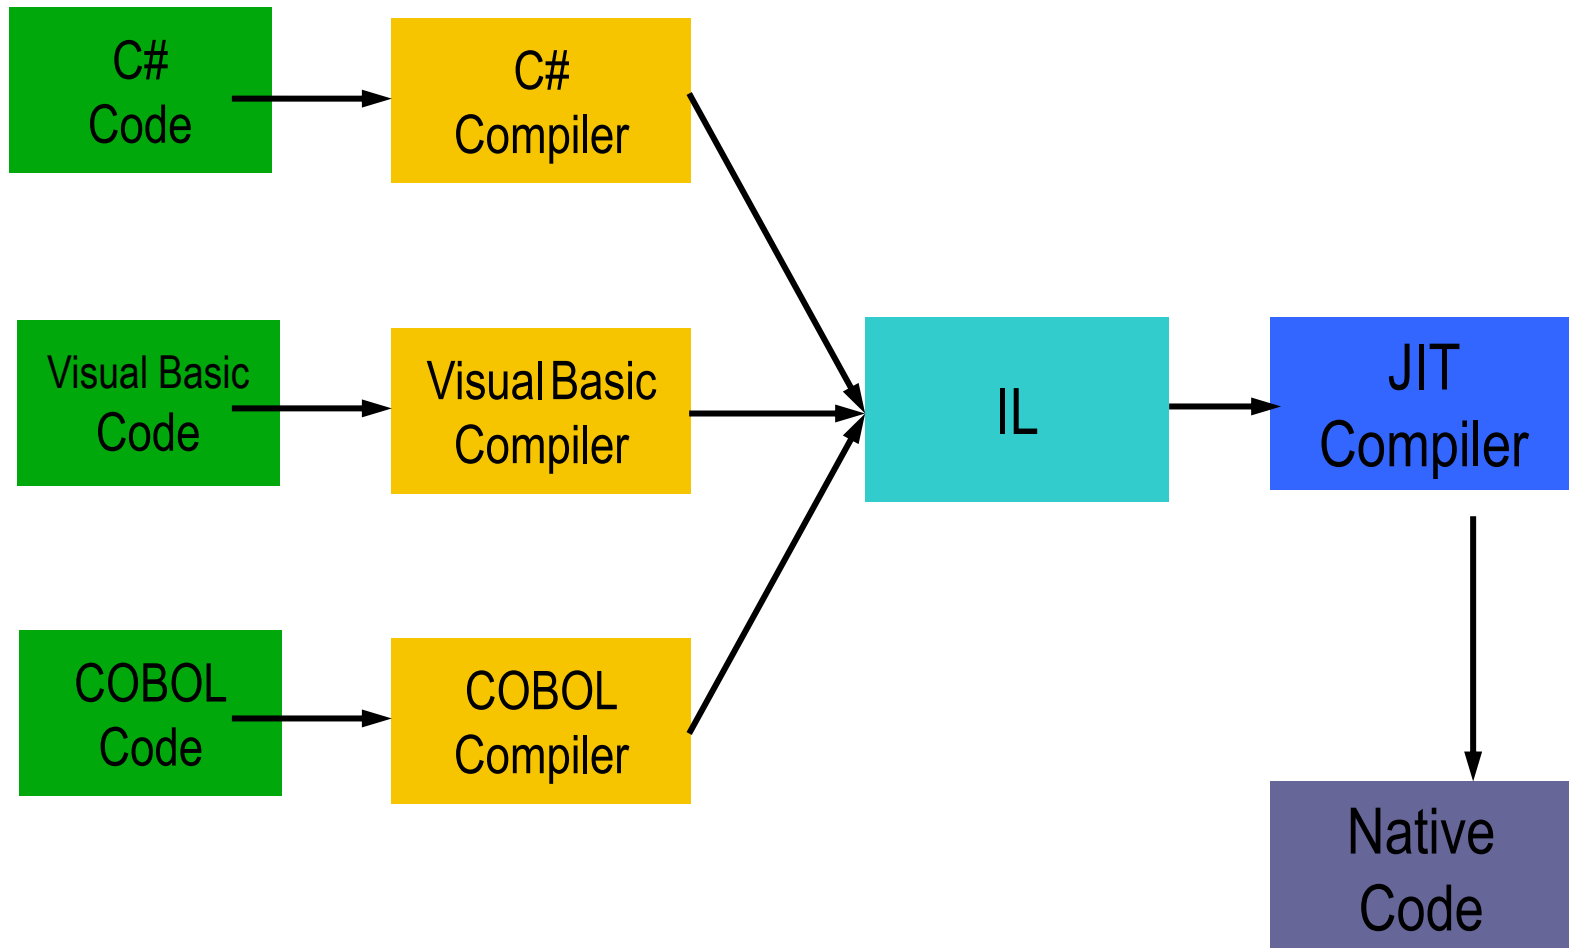 C#
Code
C#
Compiler
Visual Basic
Code
Visual Basic
Compiler
IL
JIT
Compiler
COBOL
Code
COBOL
Compiler
Native
Code